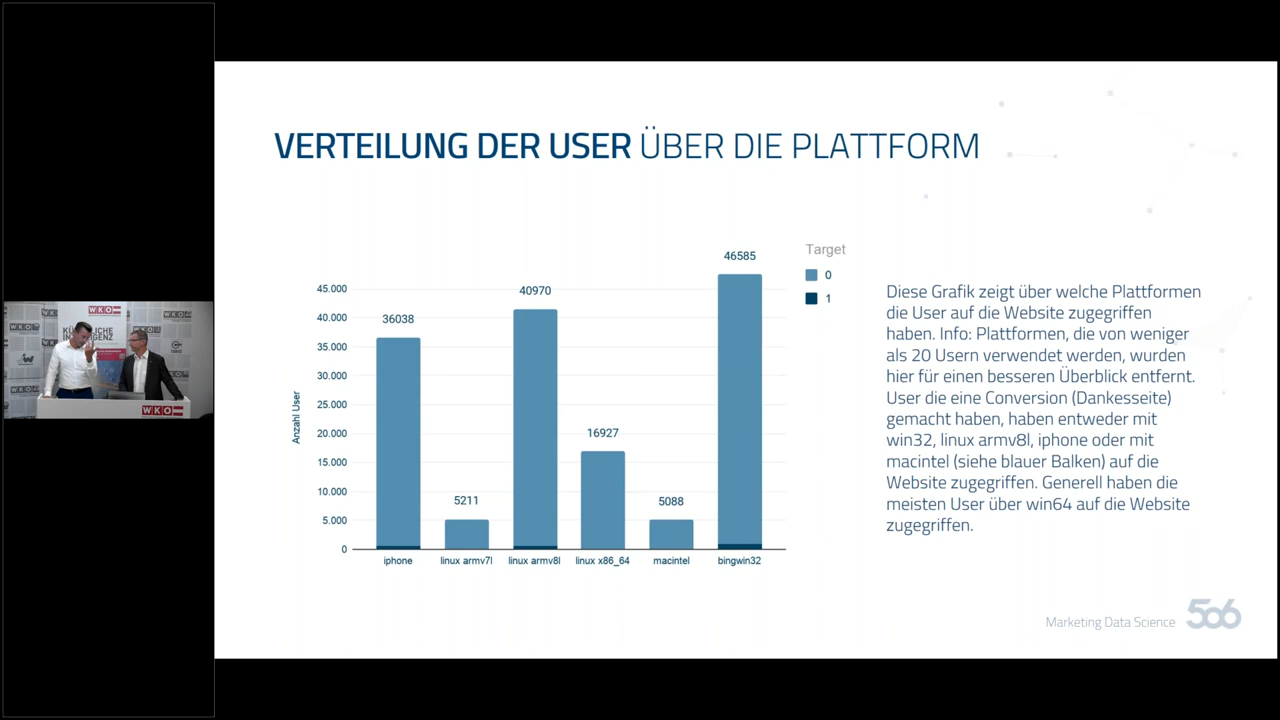 VERTEILUNG DER USER ÜBER DIE PLATTFORM
Target
0
1
Anzahl User
45.000
40.000
35.000
30.000
25.000
20.000
15.000
10.000
5.000
0
36038
5211
40970
16927
5088
46585
iphone
linux armv7l
linux armv8l
linux x86_64
macintel
bingwin32
Diese Grafik zeigt über welche Plattformen
die User auf die Website zugegriffen
haben. Info: Plattformen, die von weniger
als 20 Usern verwendet werden, wurden
hier für einen besseren Überblick entfernt.
User die eine Conversion (Dankesseite)
gemacht haben, haben entweder mit
win32, linux armv8l, iphone oder mit
macintel (siehe blauer Balken) auf die
Website zugegriffen. Generell haben die
meisten User über win64 auf die Website
zugegriffen.
Marketing Data Science 506
WKO
WKO
WKO